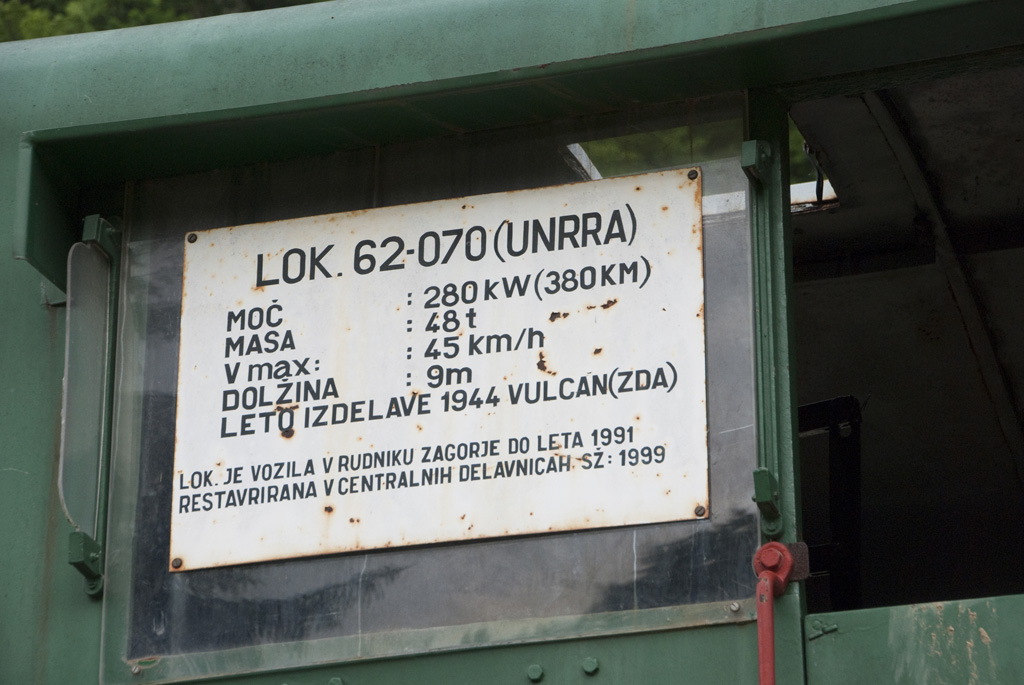 LOK. 62-070 (UNRRA)
MOČ : 280 kW (380 KM)
MASA : 48 t
V max: : 45 km/h
DOLŽINA : 9m
LETO IZDELAVE 1944 VULCAN (ZDA)
LOK. JE VOZILA V RUDNIKU ZAGORJE DO LETA 1991
RESTAVRIRANA V CENTRALNIH DELAVNICAH SŽ: 1999